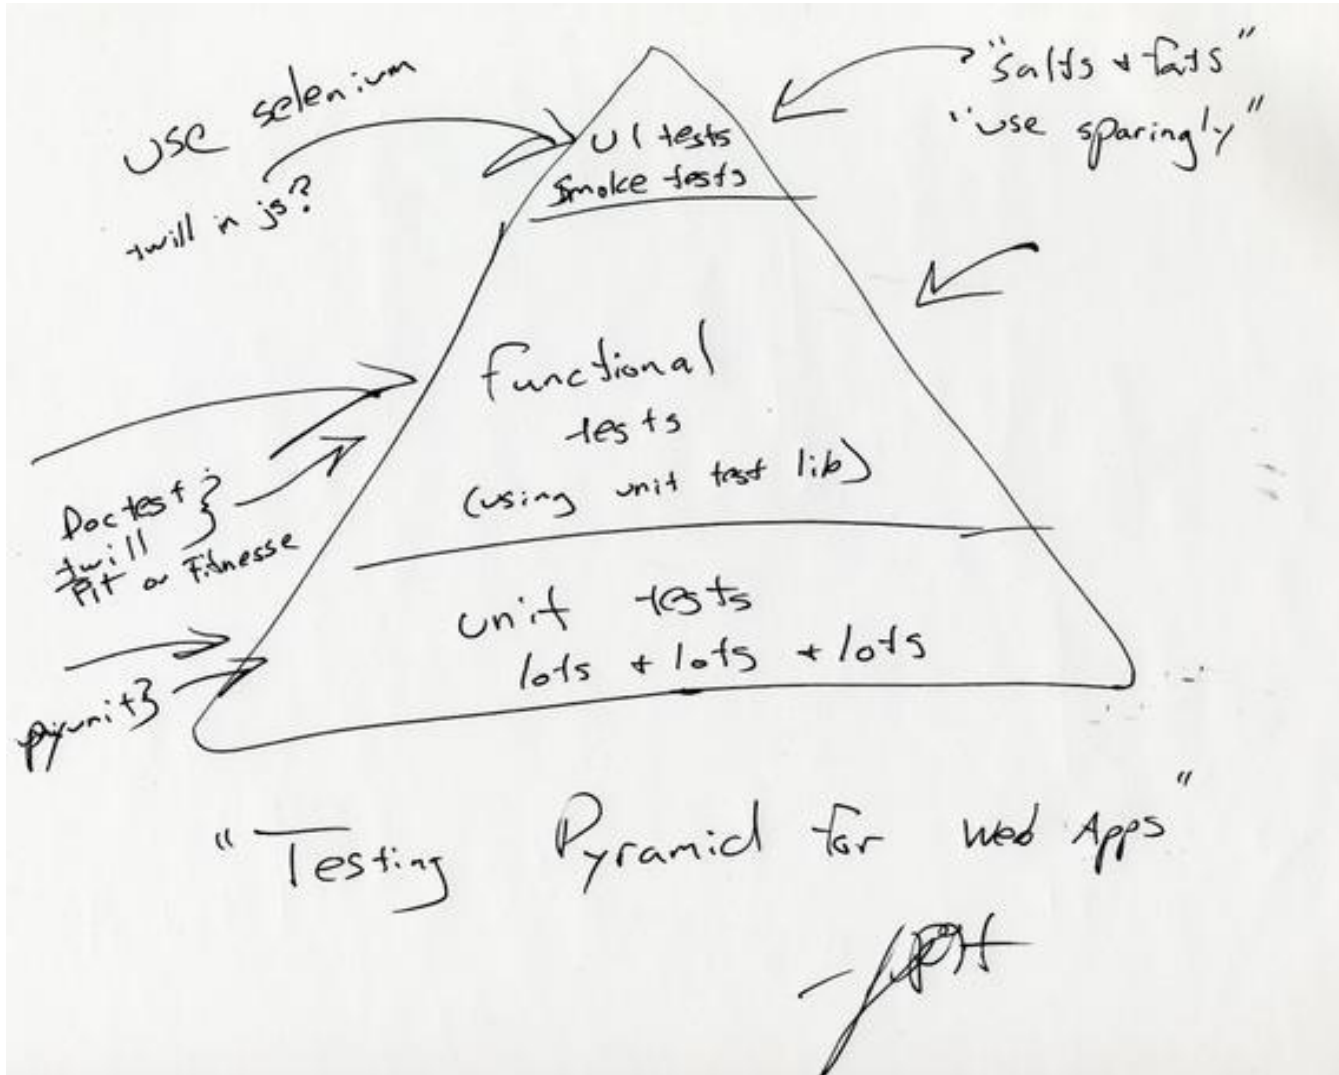 use selenium
twill in js?
"salts + fats"
"use sparingly"
UI tests
Smoke tests
functional
tests
(using unit test lib)
Doctest }
twill
Fit or Fitnesse
unit tests
lots + lots + lots
pyunit }
"Testing Pyramid for Web Apps"